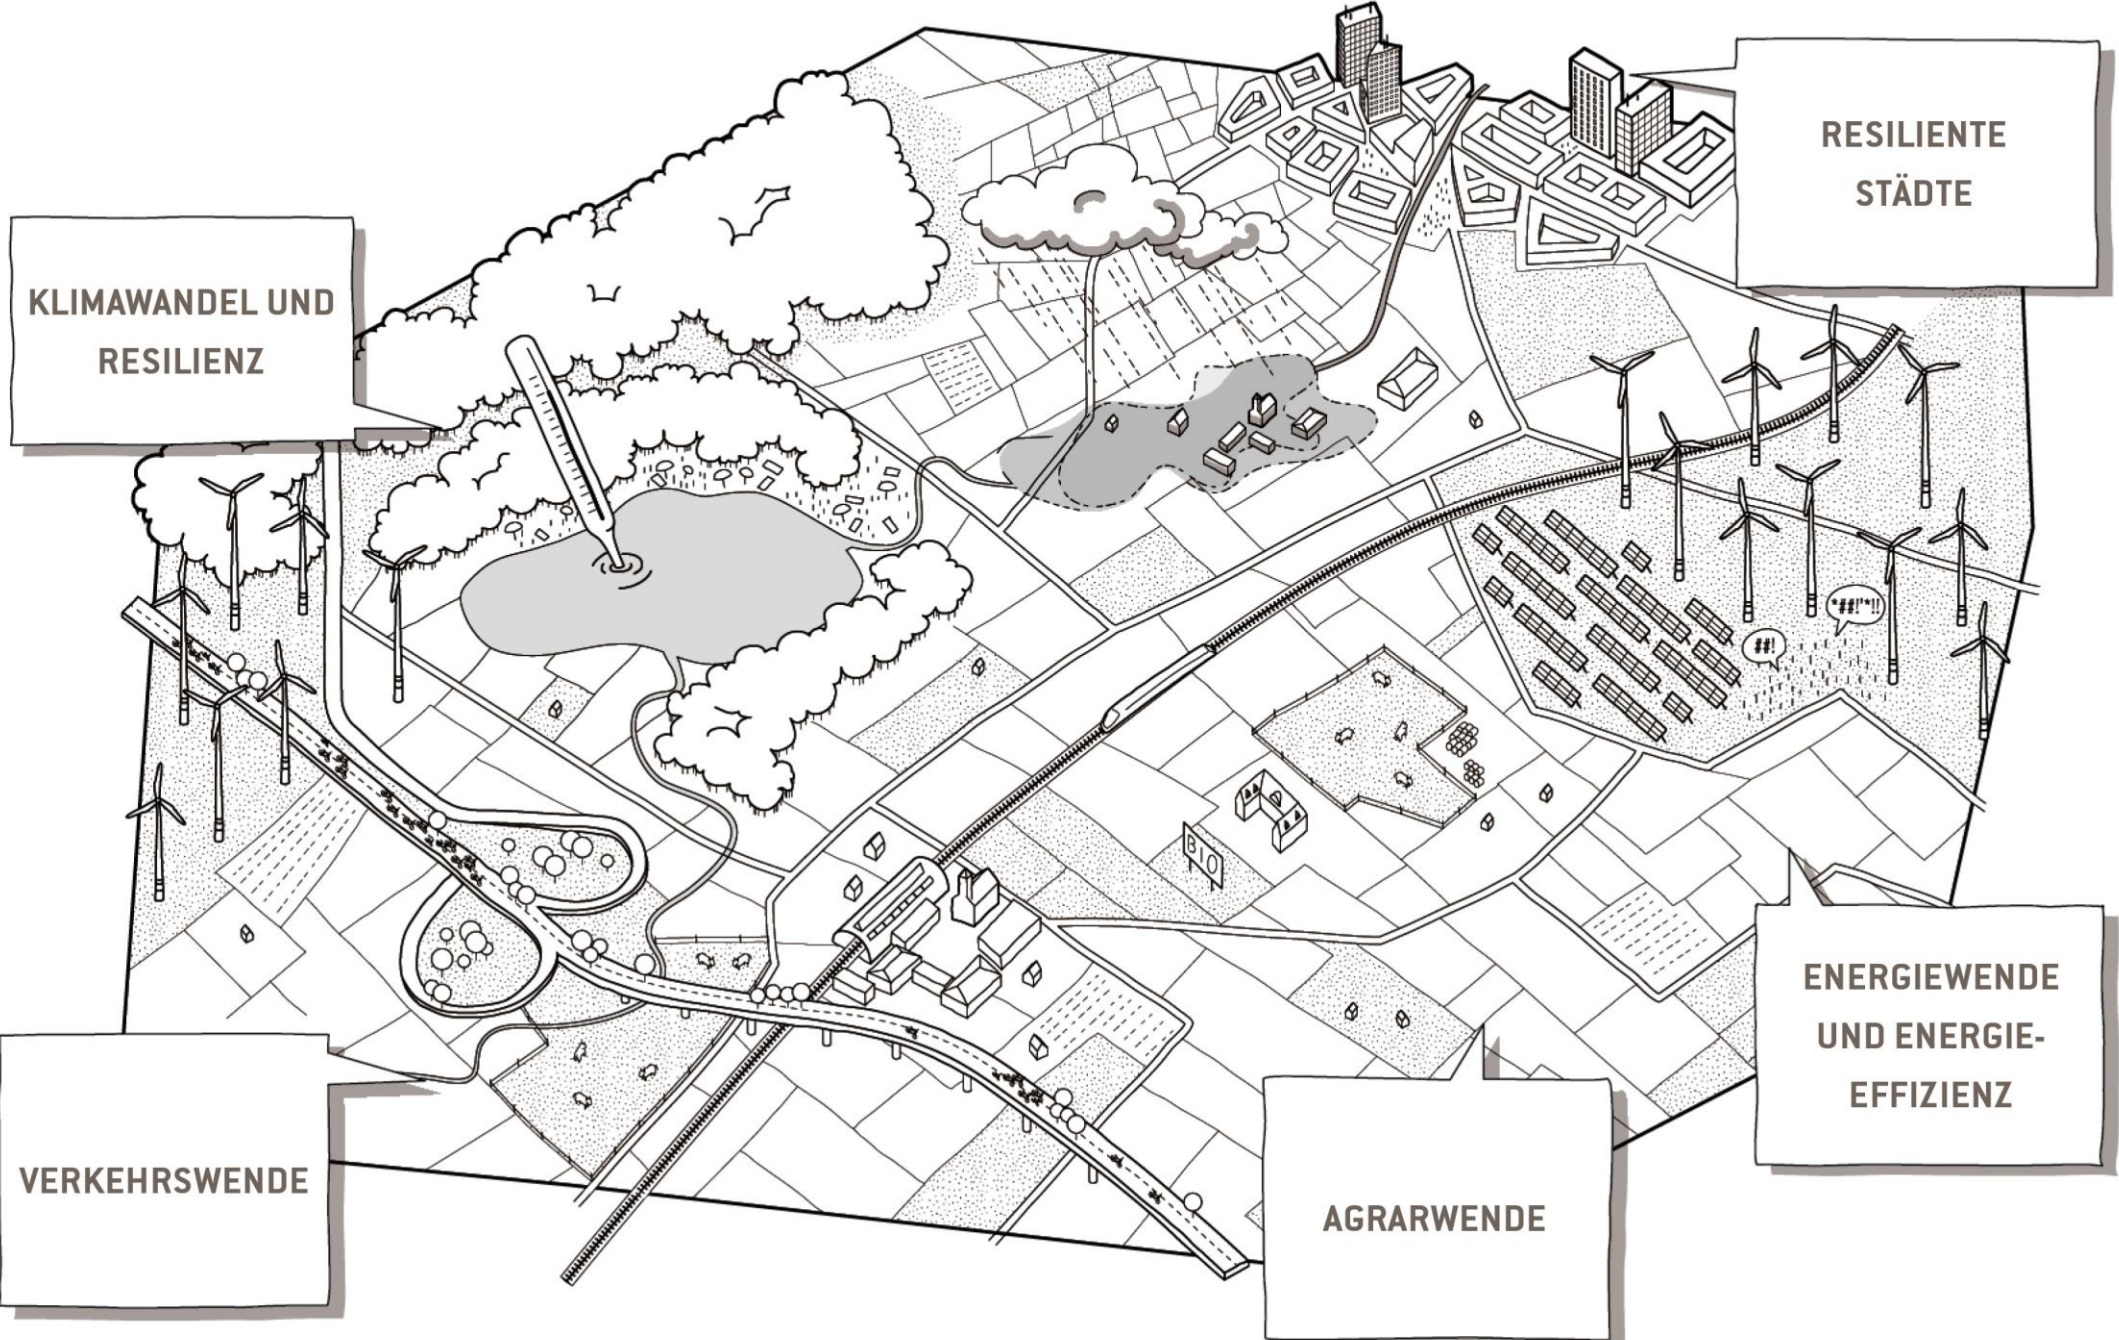 RESILIENTE
STÄDTE
KLIMAWANDEL UND
RESILIENZ
*##!'*!!
##!
BIO
ENERGIEWENDE
UND ENERGIE-
EFFIZIENZ
VERKEHRSWENDE
AGRARWENDE